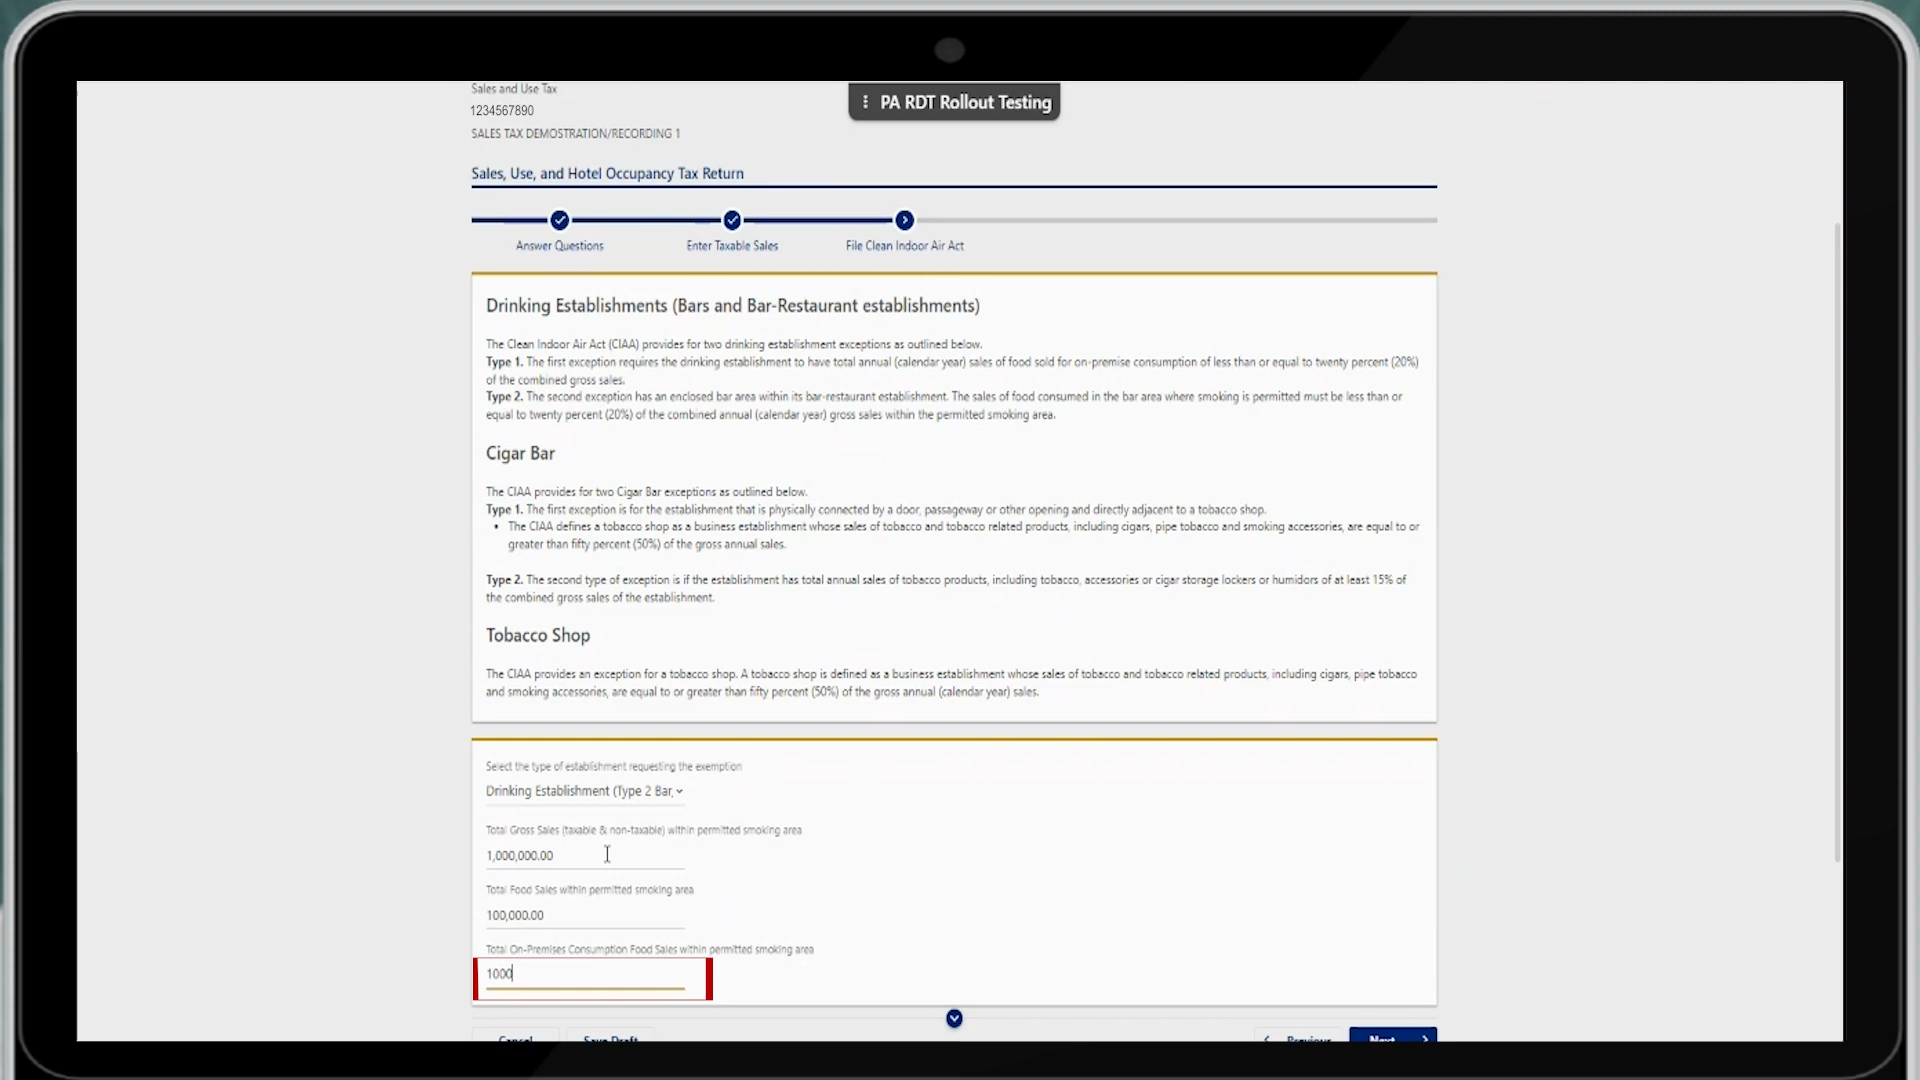 Sales and Use Tax
PA RDT Rollout Testing
1234567890
SALES TAX DEMOSTRATION/RECORDING 1
Sales, Use, and Hotel Occupancy Tax Return
Answer Questions
Enter Taxable Sales
File Clean Indoor Air Act
Drinking Establishments (Bars and Bar-Restaurant establishments)
The Clean Indoor Air Act (CIAA) provides for two drinking establishment exceptions as outlined below.
Type 1. The first exception requires the drinking establishment to have total annual (calendar year) sales of food sold for on-premise consumption of less than or equal to twenty percent (20%)
of the combined gross sales.
Type 2. The second exception has an enclosed bar area within its bar-restaurant establishment. The sales of food consumed in the bar area where smoking is permitted must be less than or
equal to twenty percent (20%) of the combined annual (calendar year) gross sales within the permitted smoking area.
Cigar Bar
The CIAA provides for two Cigar Bar exceptions as outlined below.
Type 1. The first exception is for the establishment that is physically connected by a door, passageway or other opening and directly adjacent to a tobacco shop.
• The CIAA defines a tobacco shop as a business establishment whose sales of tobacco and tobacco related products, including cigars, pipe tobacco and smoking accessories, are equal to or
greater than fifty percent (50%) of the gross annual sales.
Type 2. The second type of exception is if the establishment has total annual sales of tobacco products, including tobacco, accessories or cigar storage lockers or humidors of at least 15% of
the combined gross sales of the establishment.
Tobacco Shop
The CIAA provides an exception for a tobacco shop. A tobacco shop is defined as a business establishment whose sales of tobacco and tobacco related products, including cigars, pipe tobacco
and smoking accessories, are equal to or greater than fifty percent (50%) of the gross annual (calendar year) sales.
Select the type of establishment requesting the exemption
Drinking Establishment (Type 2 Bar,
Total Gross Sales (taxable & non-taxable) within permitted smoking area
1,000,000.00
Total Food Sales within permitted smoking area
100,000.00
Total On-Premises Consumption Food Sales within permitted smoking area
1000
Cancel
Save Draft
Previous
Next